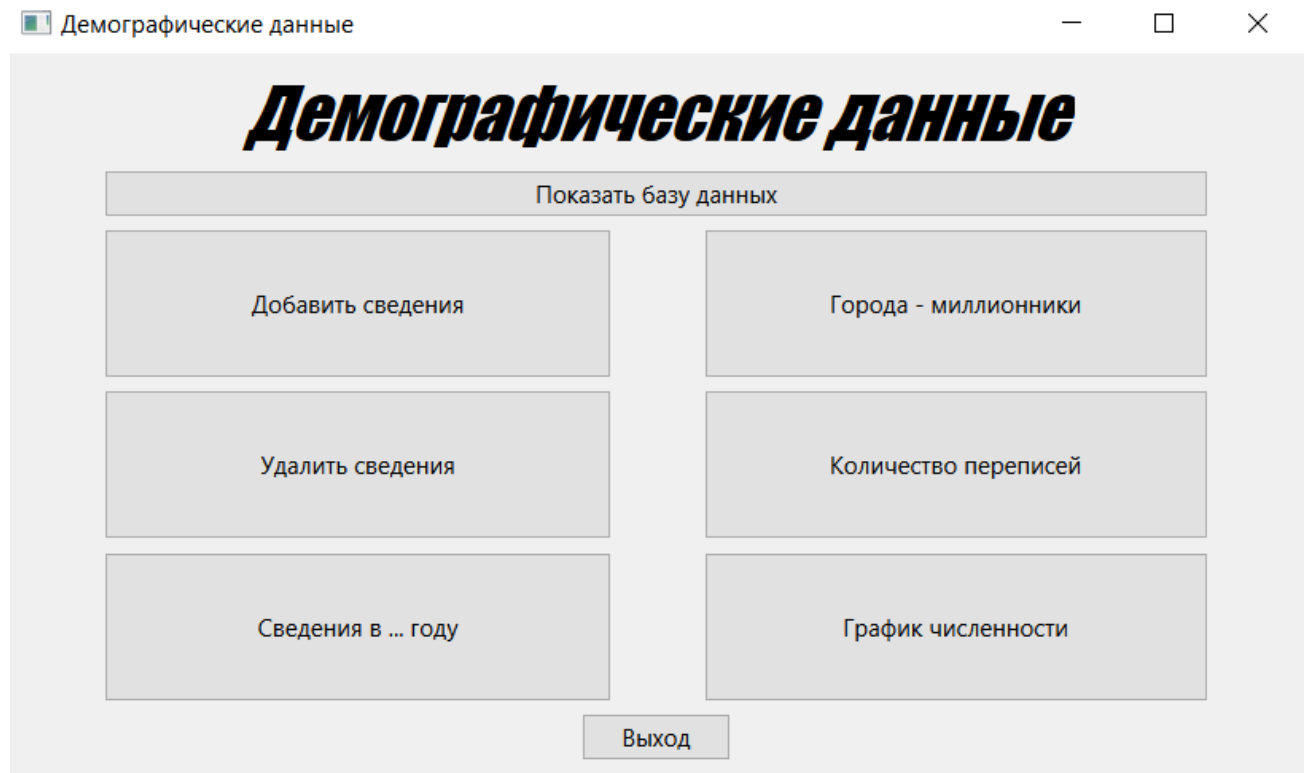 Демографические данные
Демографические данные
Показать базу данных
Добавить сведения
Города - миллионники
Удалить сведения
Количество переписей
Сведения в ... году
График численности
Выход